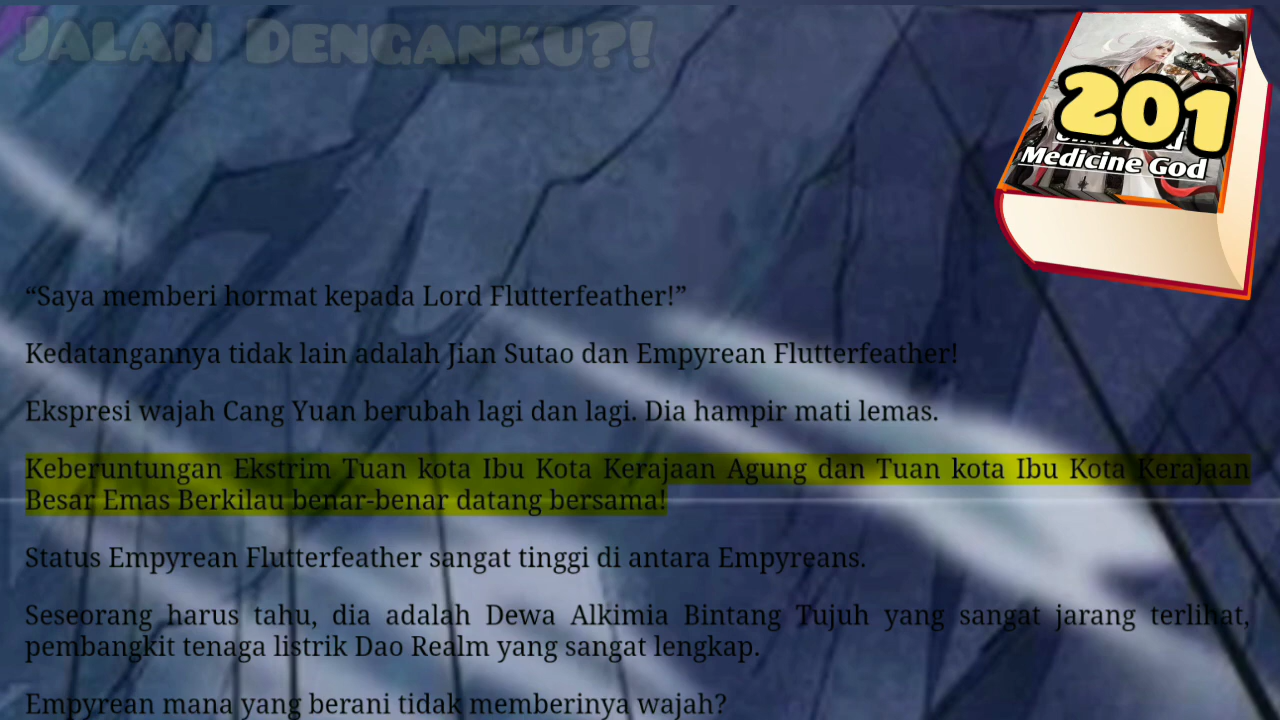 Jalan Denganku?!
201
Medicine God
“Saya memberi hormat kepada Lord Flutterfeather!”
Kedatangannya tidak lain adalah Jian Sutao dan Empyrean Flutterfeather!
Ekspresi wajah Cang Yuan berubah lagi dan lagi. Dia hampir mati lemas.
Keberuntungan Ekstrim Tuan kota Ibu Kota Kerajaan Agung dan Tuan kota Ibu Kota Kerajaan
Besar Emas Berkilau benar-benar datang bersama!
Status Empyrean Flutterfeather sangat tinggi di antara Empyreans.
Seseorang harus tahu, dia adalah Dewa Alkimia Bintang Tujuh yang sangat jarang terlihat,
pembangkit tenaga listrik Dao Realm yang sangat lengkap.
Empyrean mana yang berani tidak memberinya wajah?